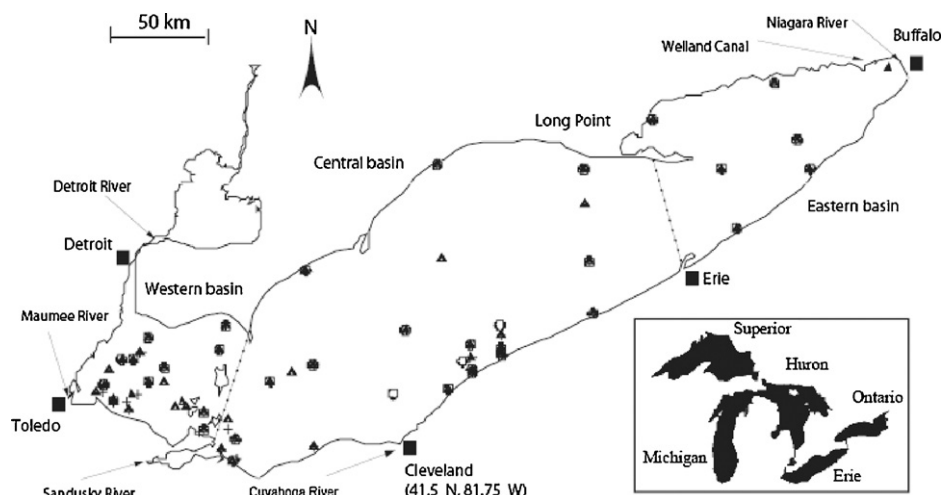 50 km
N
Niagara River
Buffalo
Welland Canal
Long Point
Central basin
Detroit River
Eastern basin
Detroit
Western basin
Erie
Maumee River
Superior
Huron
Ontario
Toledo
Michigan
Erie
Cleveland
Sandusky River
Cuyahoga River
(41.5 N, 81.75 W)